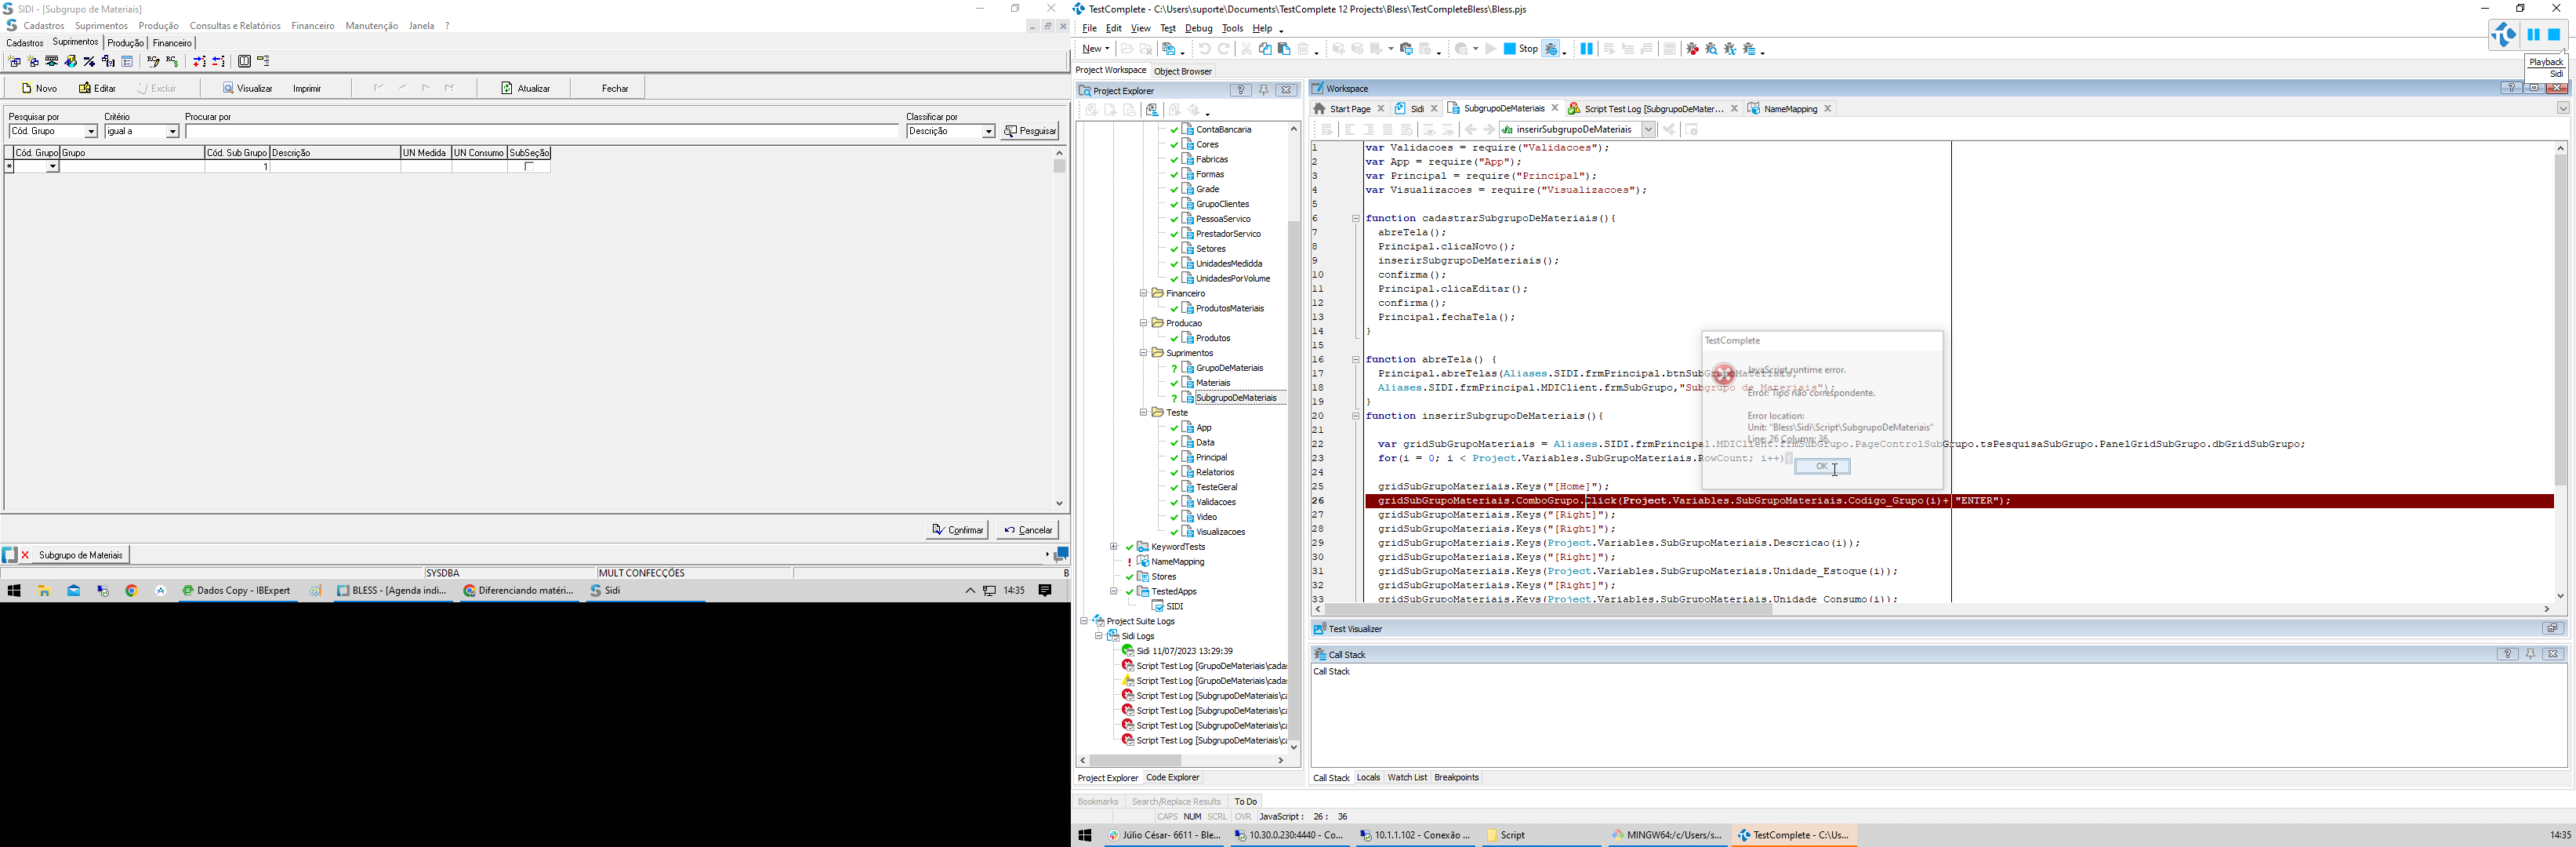 SIDI - [Subgrupo de Materiais]
Cadastros Suprimentos Produção Consultas e Relatórios Financeiro Manutenção Janela ?
Cadastros Suprimentos Produção Financeiro
Novo Editar Excluir Visualizar Imprimir Atualizar Fechar
Pesquisar por Critério Procurar por Classificar por
Cód. Grupo igual a Descrição Pesquisar
Cód. Grupo Grupo Cód. Sub Grupo Descrição UN Medida UN Consumo SubSeção
* 1
Confirmar Cancelar
Subgrupo de Materiais
SYSDBA MULT CONFECÇÕES B
Dados Copy - IBExpert BLESS - [Agenda indi... Diferenciando matéri... Sidi 14:35
TestComplete - C:\Users\suporte\Documents\TestComplete 12 Projects\Bless\TestCompleteBless\Bless.pjs
File Edit View Test Debug Tools Help
New Stop
Playback
Sidi
Project Workspace Object Browser
Project Explorer
ContaBancaria
Cores
Fabricas
Formas
Grade
GrupoClientes
PessoaServico
PrestadorServico
Setores
UnidadesMedidda
UnidadesPorVolume
Financeiro
ProdutosMateriais
Producao
Produtos
Suprimentos
? GrupoDeMateriais
Materiais
? SubgrupoDeMateriais
Teste
App
Data
Principal
Relatorios
TesteGeral
Validacoes
Video
Visualizacoes
KeywordTests
! NameMapping
Stores
TestedApps
SIDI
Project Suite Logs
Sidi Logs
Sidi 11/07/2023 13:29:39
Script Test Log [GrupoDeMateriais\cada
Script Test Log [GrupoDeMateriais\cada
Script Test Log [SubgrupoDeMateriais\ca
Script Test Log [SubgrupoDeMateriais\ca
Script Test Log [SubgrupoDeMateriais\ca
Script Test Log [SubgrupoDeMateriais\ca
Project Explorer Code Explorer
Workspace
Start Page Sidi SubgrupoDeMateriais Script Test Log [SubgrupoDeMater... NameMapping
inserirSubgrupoDeMateriais
1 var Validacoes = require("Validacoes");
2 var App = require("App");
3 var Principal = require("Principal");
4 var Visualizacoes = require("Visualizacoes");
5
6 function cadastrarSubgrupoDeMateriais(){
7 abreTela();
8 Principal.clicaNovo();
9 inserirSubgrupoDeMateriais();
10 confirma();
11 Principal.clicaEditar();
12 confirma();
13 Principal.fechaTela();
14 }
15
16 function abreTela() {
17 Principal.abreTelas(Aliases.SIDI.frmPrincipal.btnSubGrupoMateriais,
18 Aliases.SIDI.frmPrincipal.MDIClient.frmSubGrupo,"Subgrupo de Materiais");
19 }
20 function inserirSubgrupoDeMateriais(){
21
22 var gridSubGrupoMateriais = Aliases.SIDI.frmPrincipal.MDIClient.frmSubGrupo.PageControlSubGrupo.tsPesquisaSubGrupo.PanelGridSubGrupo.dbGridSubGrupo;
23 for(i = 0; i < Project.Variables.SubGrupoMateriais.RowCount; i++){
24
25 gridSubGrupoMateriais.Keys("[Home]");
26 gridSubGrupoMateriais.ComboGrupo.Click(Project.Variables.SubGrupoMateriais.Codigo_Grupo(i)+ "ENTER");
27 gridSubGrupoMateriais.Keys("[Right]");
28 gridSubGrupoMateriais.Keys("[Right]");
29 gridSubGrupoMateriais.Keys(Project.Variables.SubGrupoMateriais.Descricao(i));
30 gridSubGrupoMateriais.Keys("[Right]");
31 gridSubGrupoMateriais.Keys(Project.Variables.SubGrupoMateriais.Unidade_Estoque(i));
32 gridSubGrupoMateriais.Keys("[Right]");
33 gridSubGrupoMateriais.Keys(Project.Variables.SubGrupoMateriais.Unidade_Consumo(i));
TestComplete
JavaScript runtime error.
Error: Tipo não correspondente.
Error location:
Unit: "Bless\Sidi\Script\SubgrupoDeMateriais"
Line: 26 Column: 36.
OK
Test Visualizer
Call Stack
Call Stack
Call Stack Locals Watch List Breakpoints
Bookmarks Search/Replace Results To Do
CAPS NUM SCRL OVR JavaScript : 26 : 36
Júlio César- 6611 - Ble... 10.30.0.230:4440 - Co... 10.1.1.102 - Conexão ... Script MINGW64:/c/Users/s... TestComplete - C:\Us... 14:35